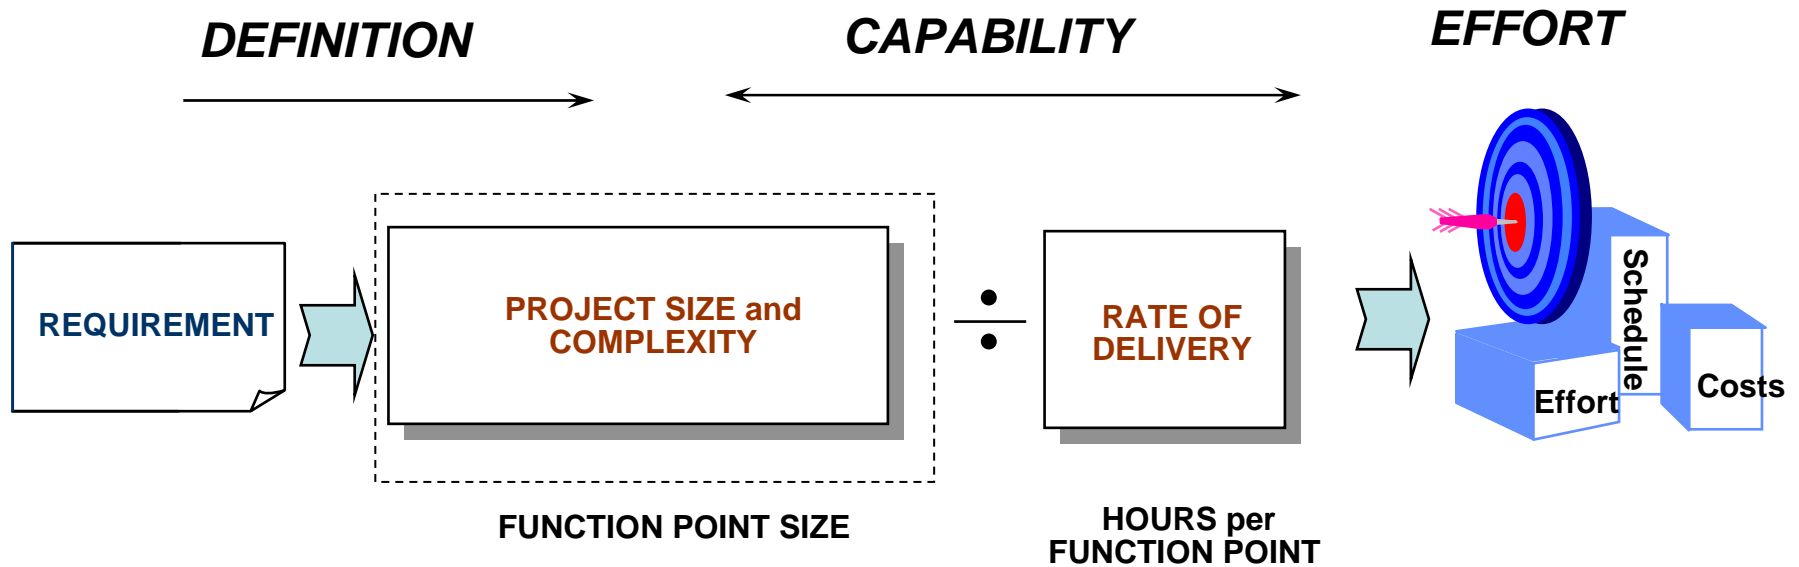 DEFINITION
CAPABILITY
EFFORT
REQUIREMENT
PROJECT SIZE and
COMPLEXITY
RATE OF
DELIVERY
Schedule
Effort
Costs
FUNCTION POINT SIZE
HOURS per
FUNCTION POINT